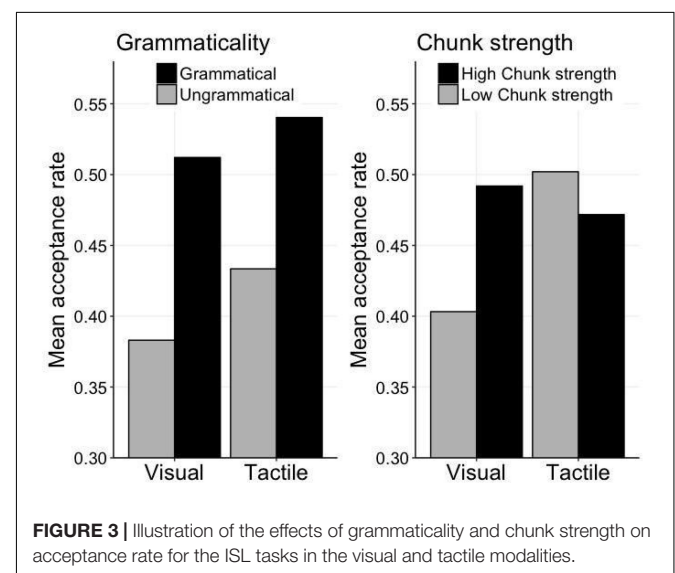 Grammaticality
Grammatical
Ungrammatical
Mean acceptance rate
0.55
0.50
0.45
0.40
0.35
0.30
Visual Tactile
Chunk strength
High Chunk strength
Low Chunk strength
Mean acceptance rate
0.55
0.50
0.45
0.40
0.35
0.30
Visual Tactile
FIGURE 3 | Illustration of the effects of grammaticality and chunk strength on
acceptance rate for the ISL tasks in the visual and tactile modalities.